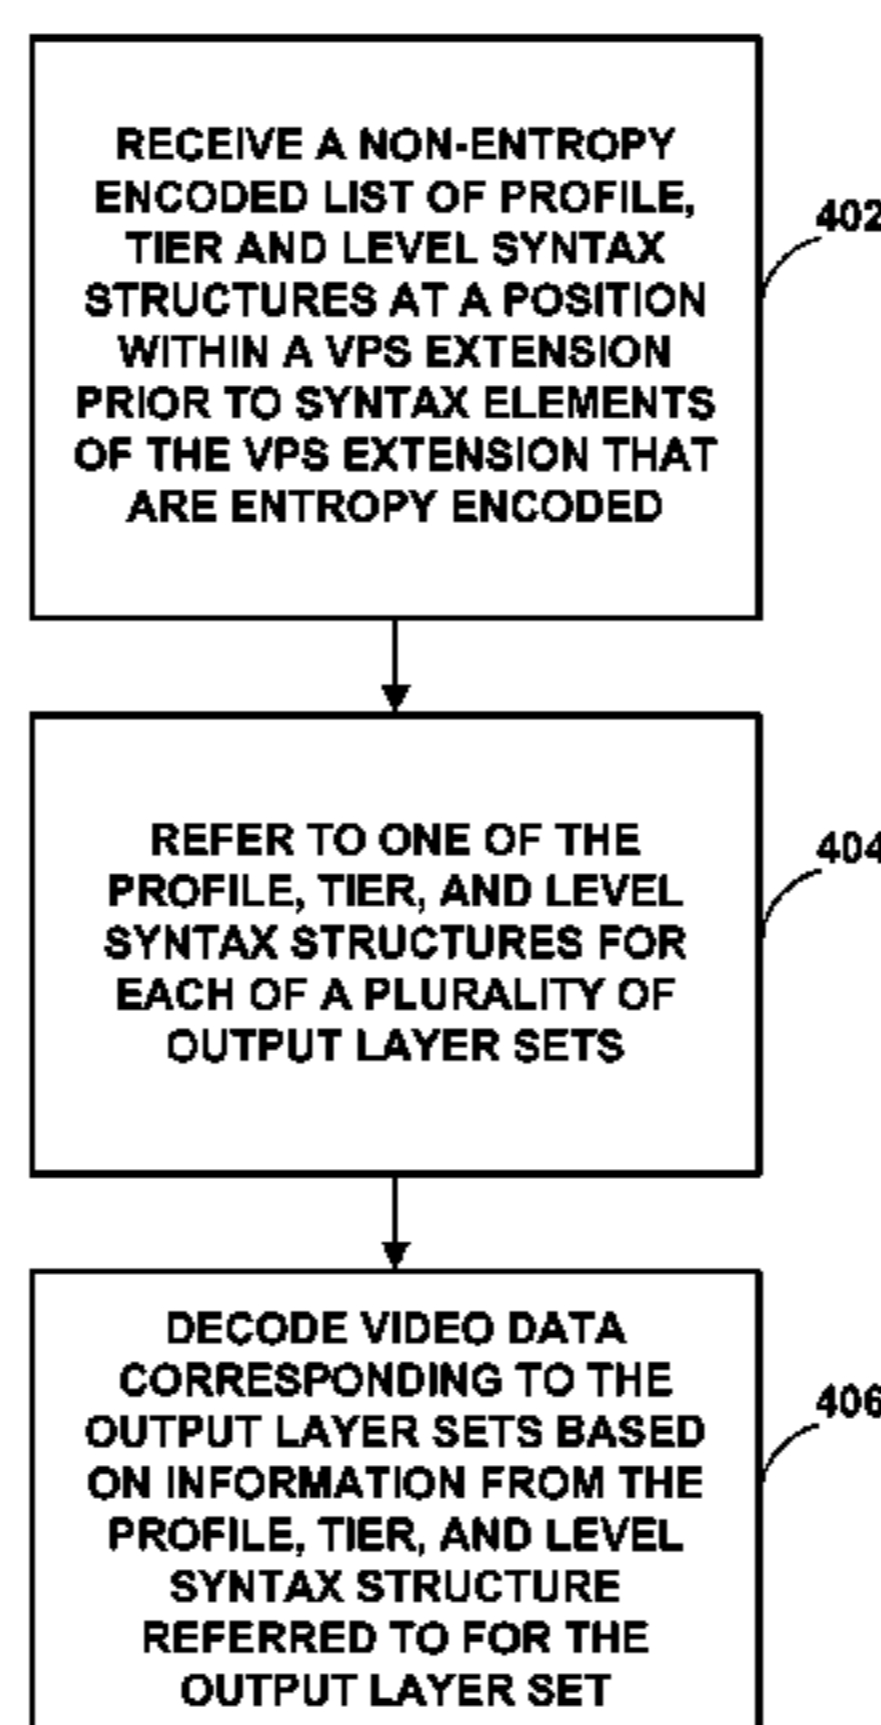 RECEIVE A NON-ENTROPY
ENCODED LIST OF PROFILE,
TIER AND LEVEL SYNTAX
STRUCTURES AT A POSITION
WITHIN A VPS EXTENSION
PRIOR TO SYNTAX ELEMENTS
OF THE VPS EXTENSION THAT
ARE ENTROPY ENCODED
402
REFER TO ONE OF THE
PROFILE, TIER, AND LEVEL
SYNTAX STRUCTURES FOR
EACH OF A PLURALITY OF
OUTPUT LAYER SETS
404
DECODE VIDEO DATA
CORRESPONDING TO THE
OUTPUT LAYER SETS BASED
ON INFORMATION FROM THE
PROFILE, TIER, AND LEVEL
SYNTAX STRUCTURE
REFERRED TO FOR THE
OUTPUT LAYER SET
406